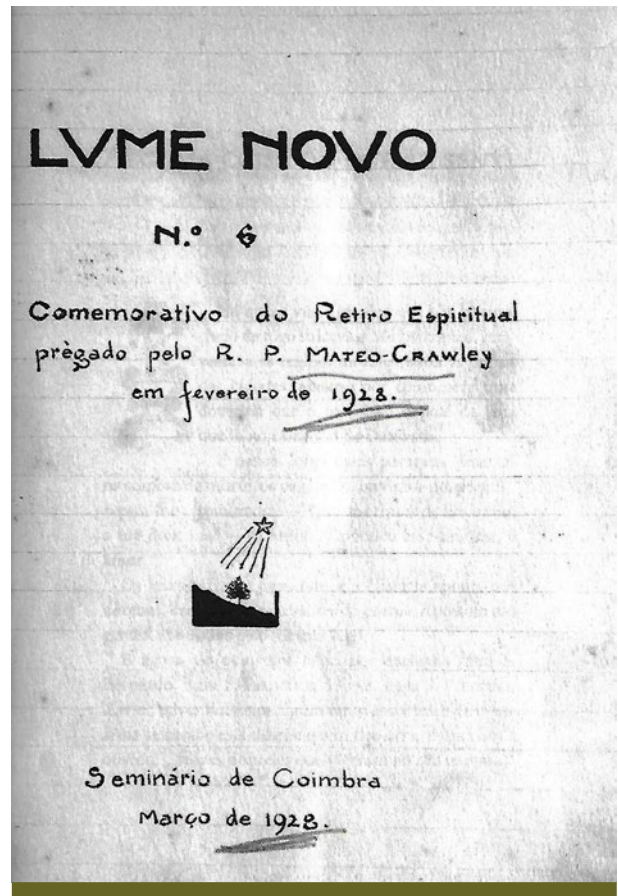 LVME NOVO
N.º 6
Comemorativo do Retiro Espiritual
prègado pelo R. P. MATEO-CRAWLEY
em fevereiro de 1928.
Seminário de Coimbra
Março de 1928.